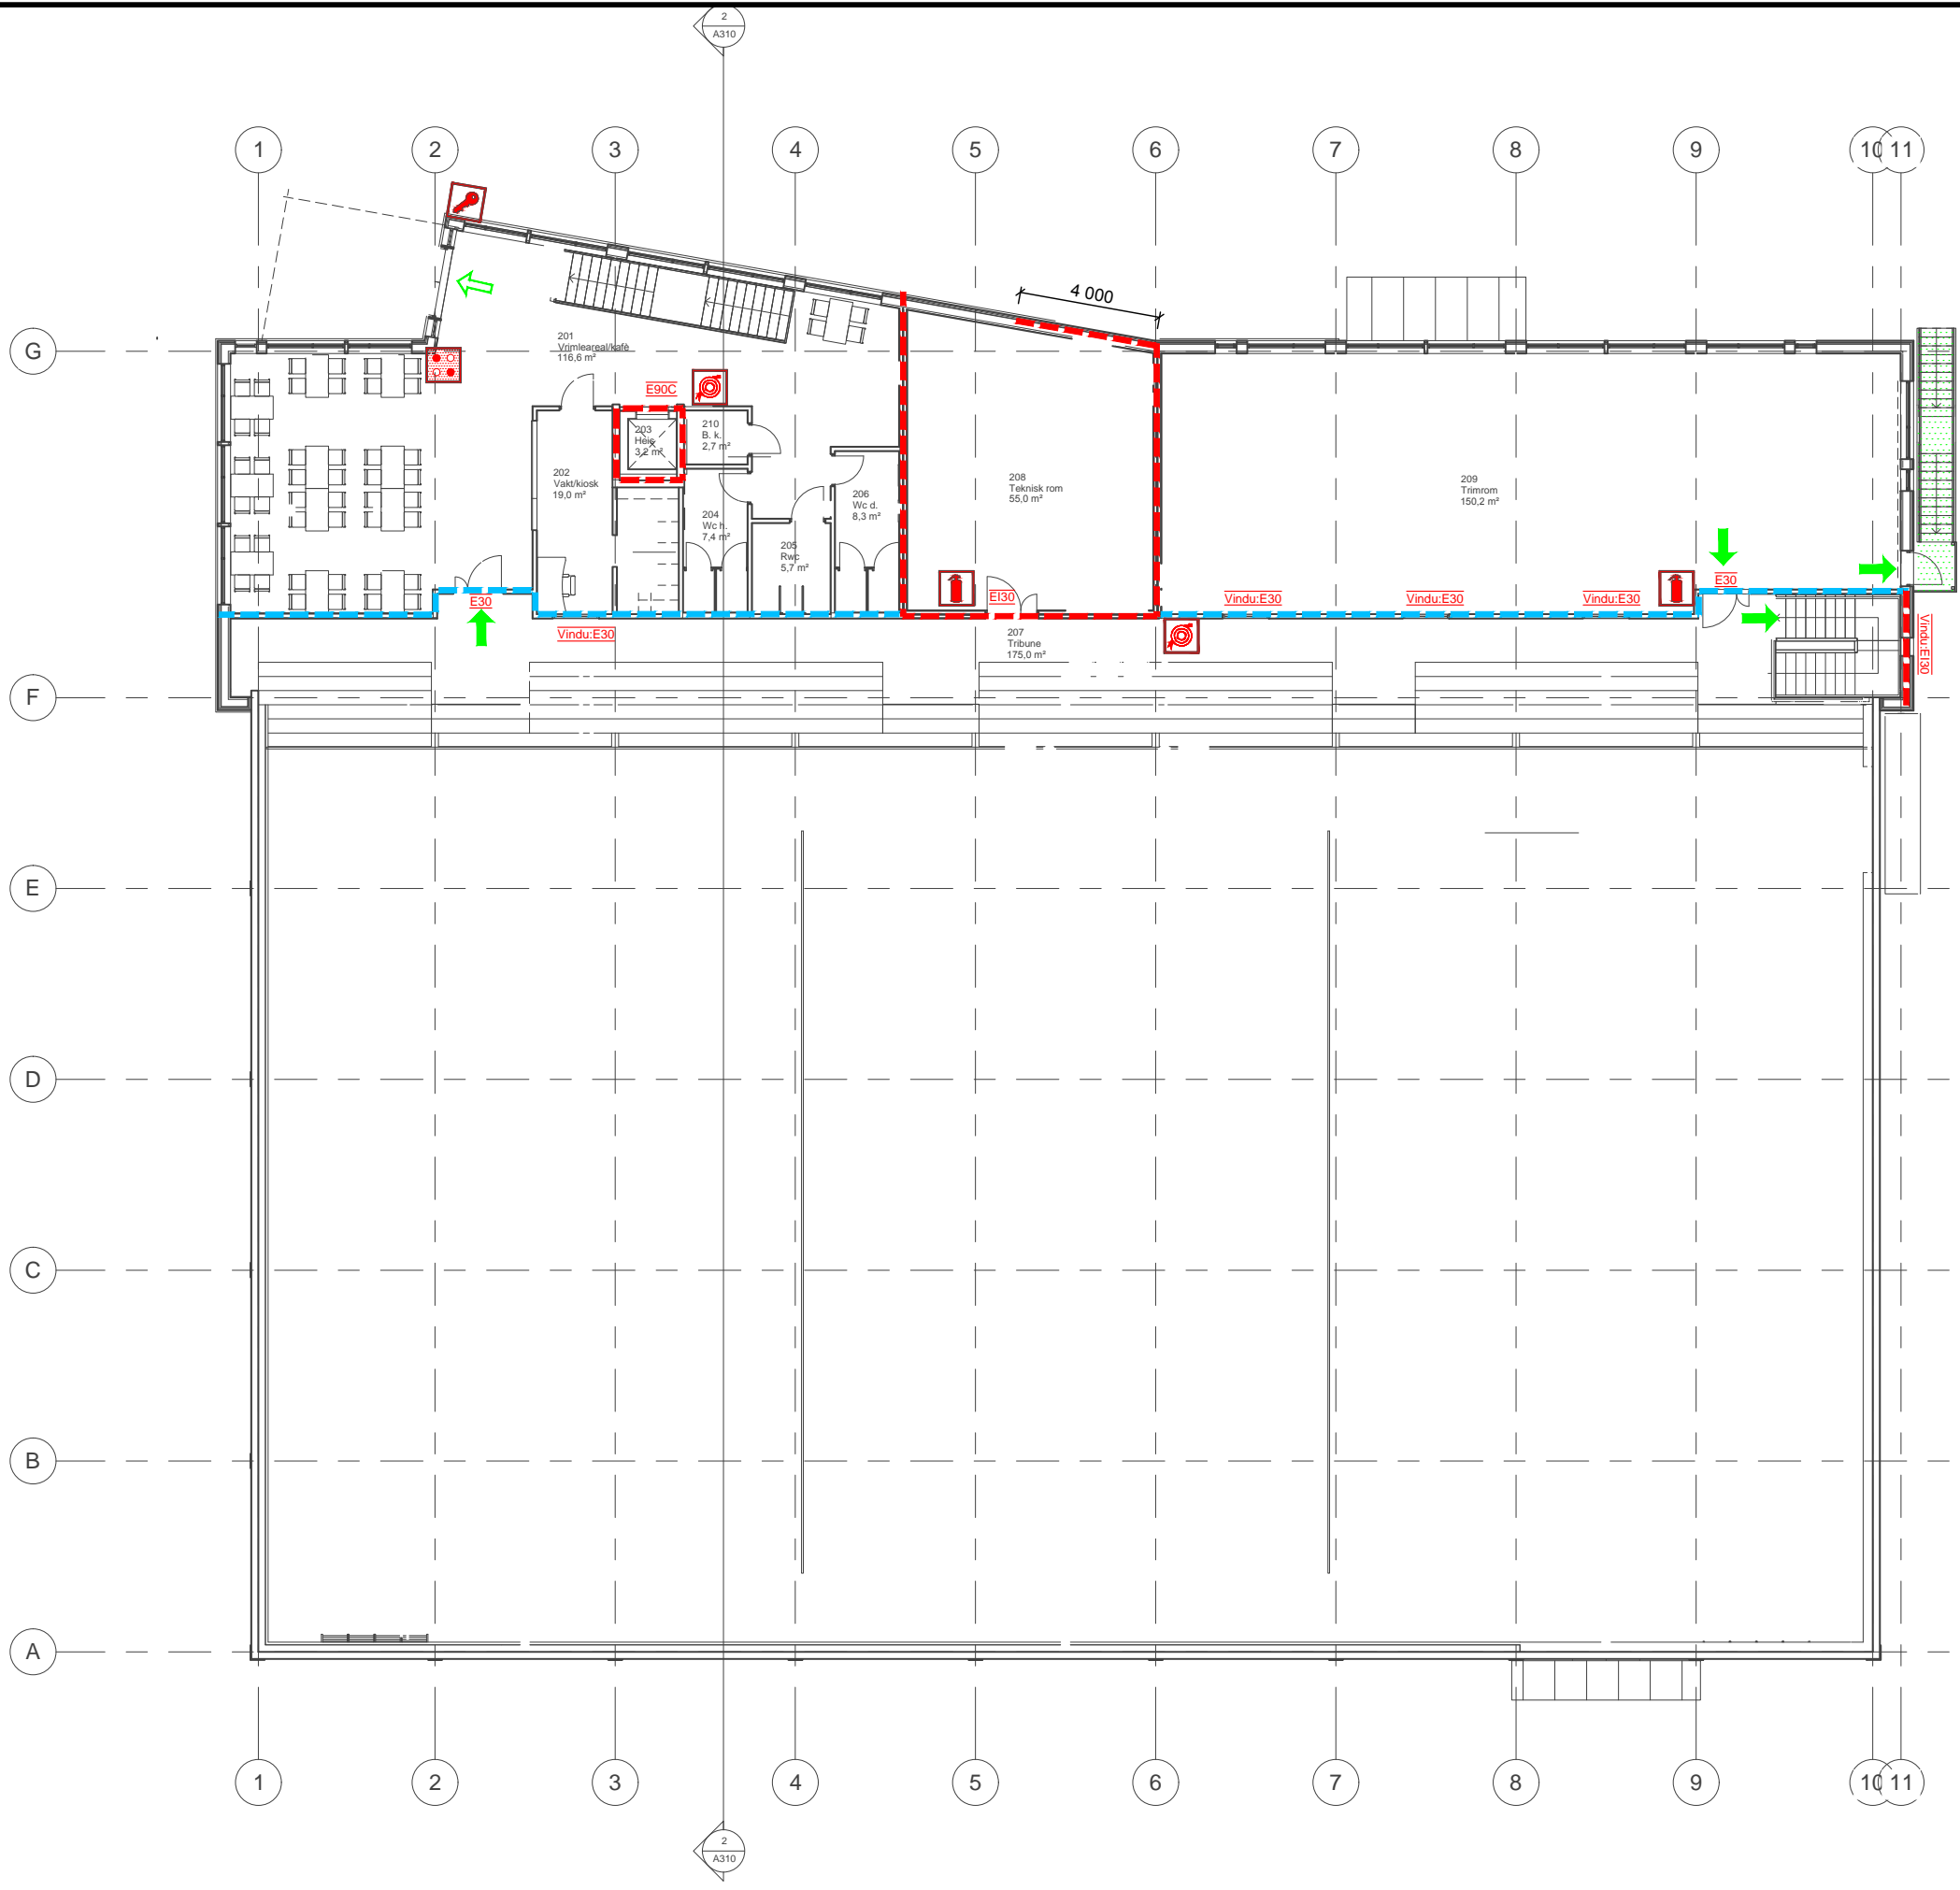 2
A310
1
2
3
4
5
6
7
8
9
10
11
4 000
G
201
Vrimleareal/kafè
116,6 m²
E90C
203
Heis
3,2 m²
210
B. k.
2,7 m²
202
Vakt/kiosk
19,0 m²
204
Wc h.
7,4 m²
205
Rwc
5,7 m²
206
Wc d.
8,3 m²
208
Teknisk rom
55,0 m²
209
Trimrom
150,2 m²
E30
Vindu:E30
EI30
207
Tribune
175,0 m²
Vindu:E30
Vindu:E30
Vindu:E30
E30
Vindu:EI30
F
E
D
C
B
A
1
2
3
4
5
6
7
8
9
10
11
2
A310